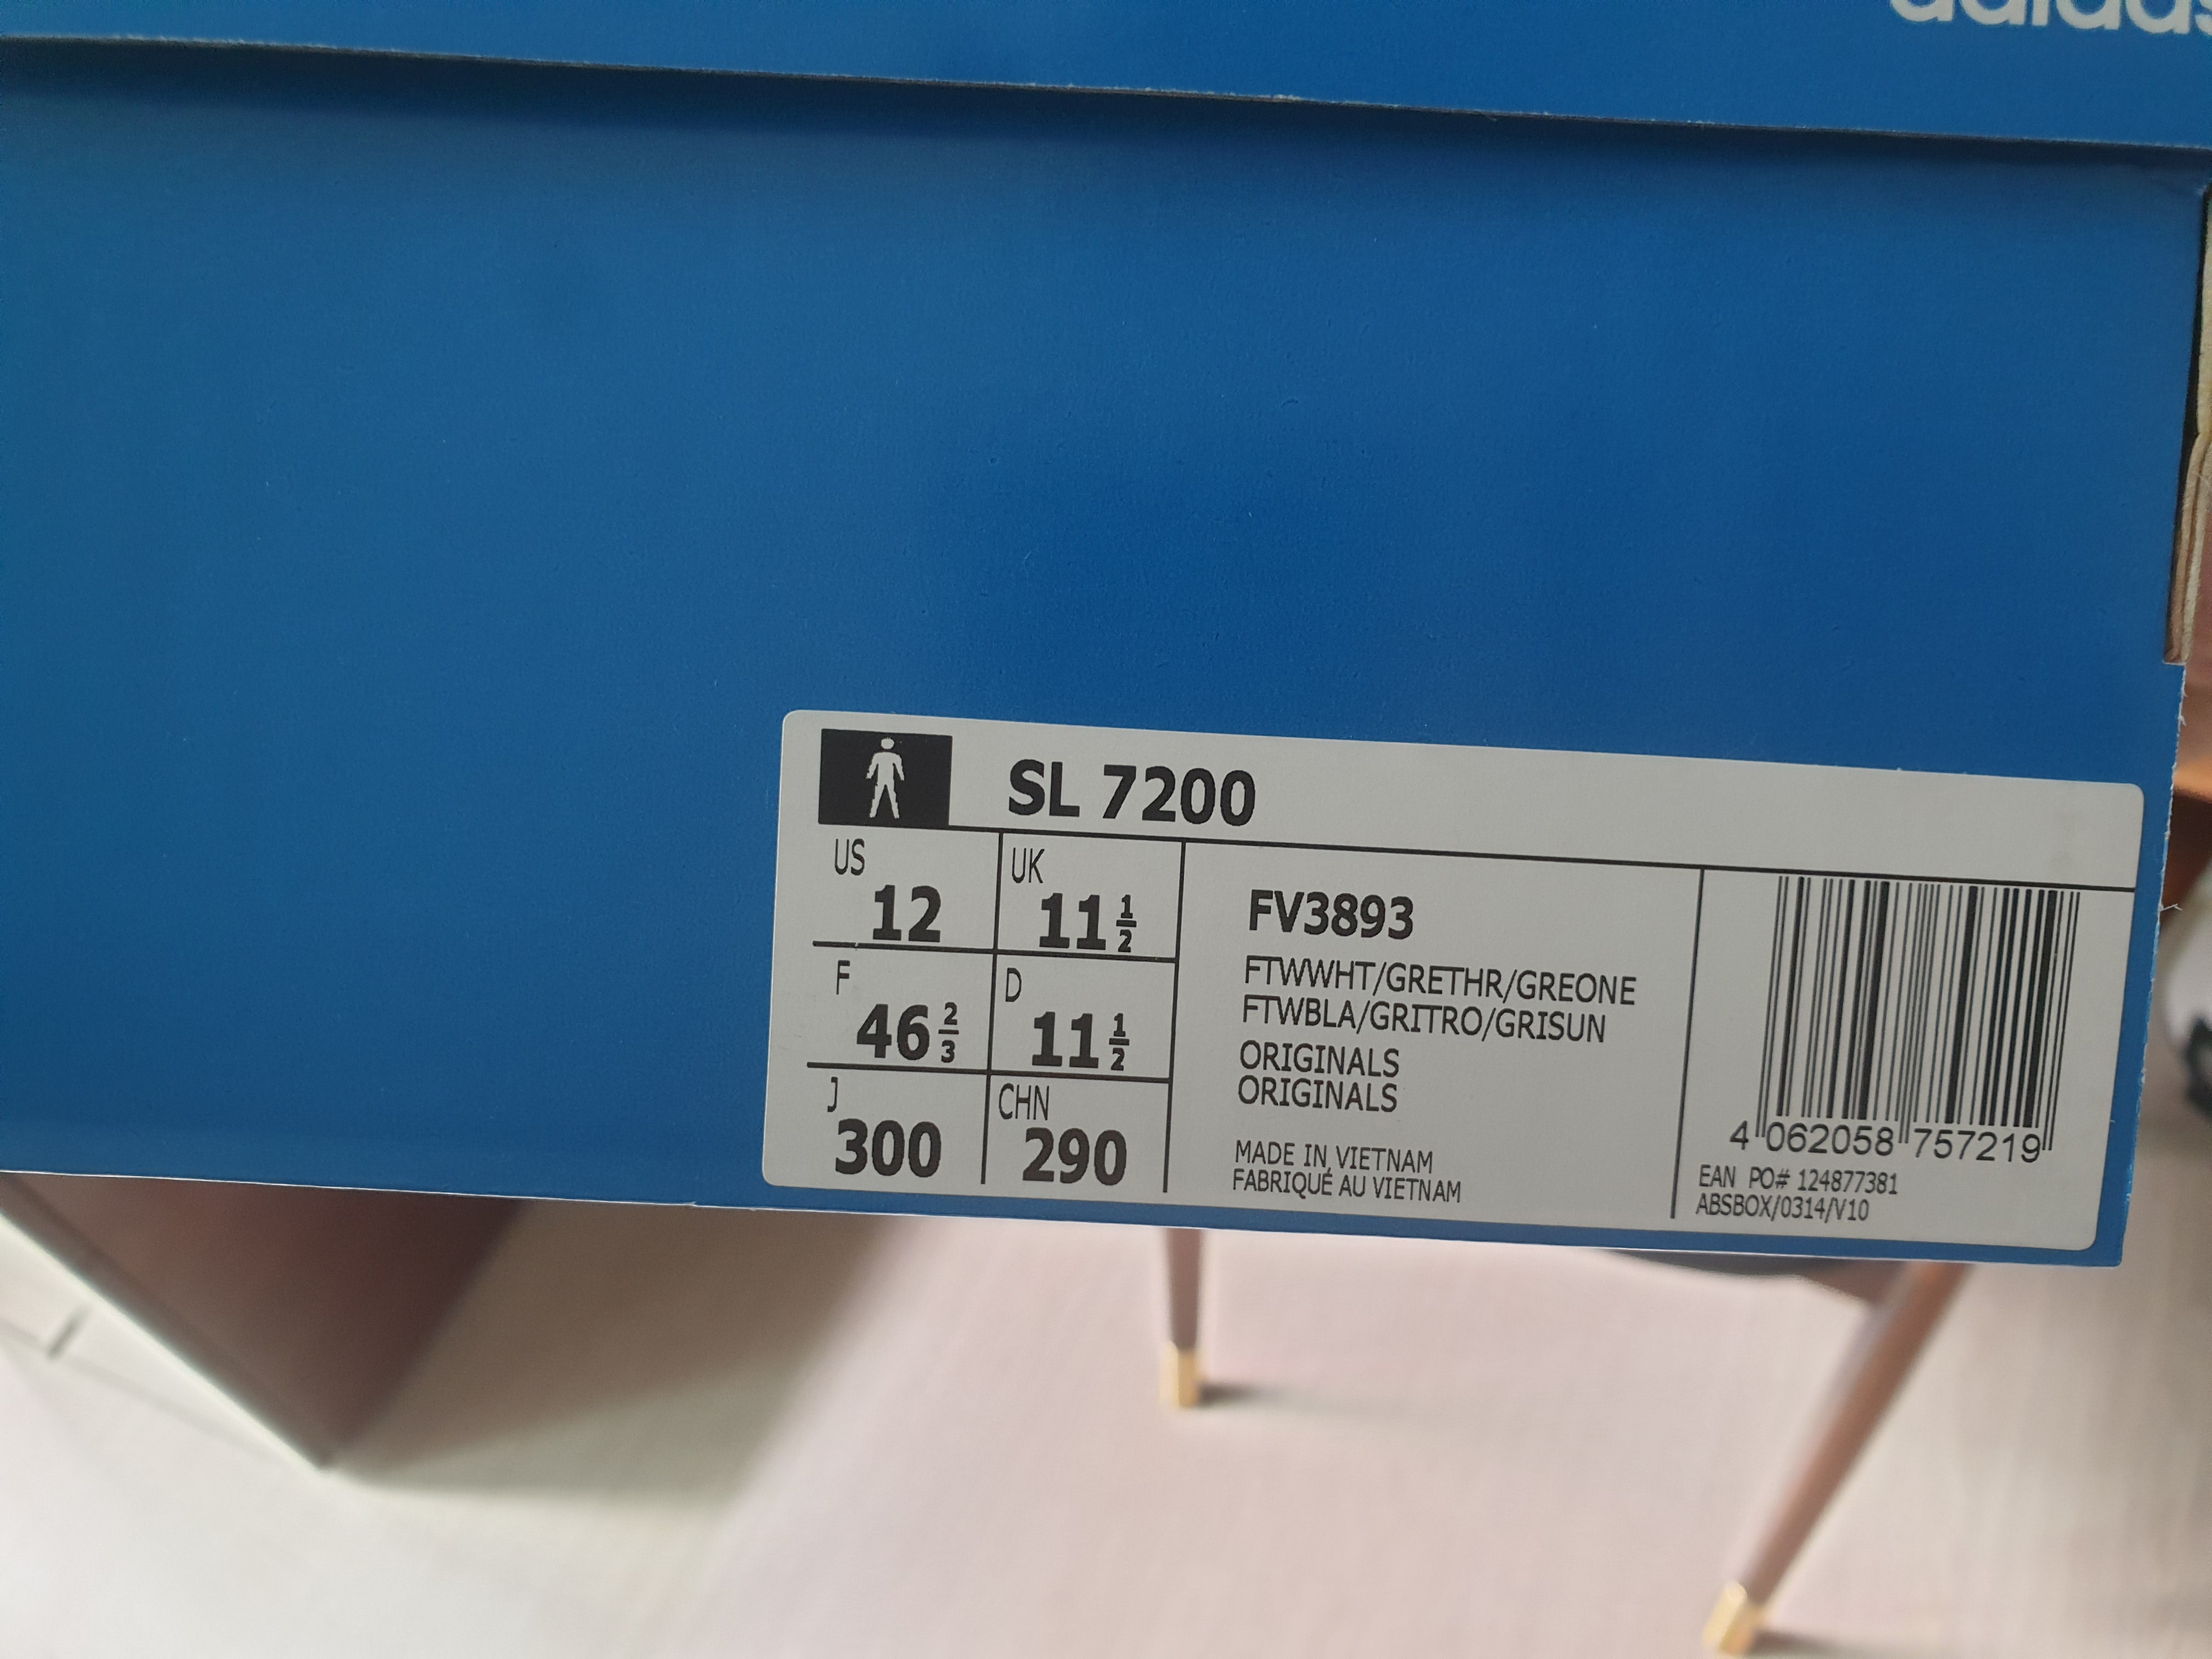 adidas
SL 7200
US 12 UK 11 1/2
F 46 2/3 D 11 1/2
J 300 CHN 290
FV3893
FTWWHT/GRETHR/GREONE
FTWBLA/GRITRO/GRISUN
ORIGINALS
ORIGINALS
MADE IN VIETNAM
FABRIQUÉ AU VIETNAM
4 062058 757219
EAN PO# 124877381
ABSBOX/0314/V10